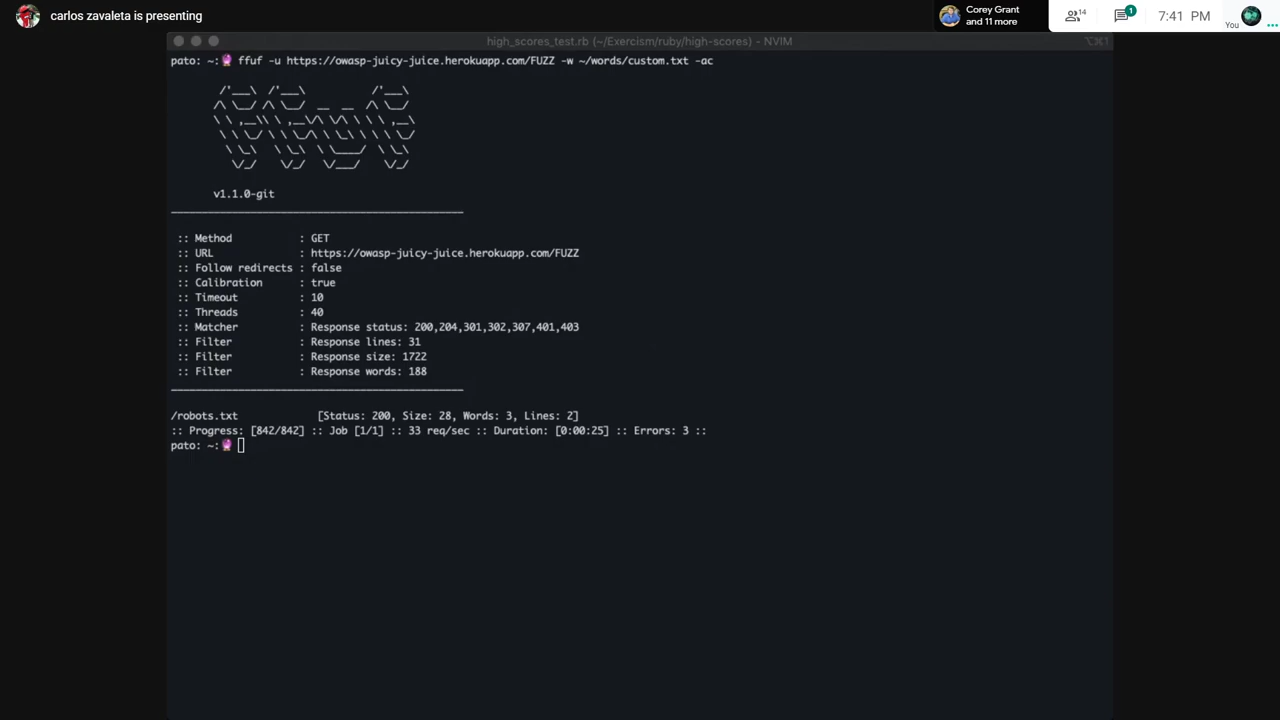 carlos zavaleta is presenting
Corey Grant
and 11 more
14
1
7:41 PM
You
high_scores_test.rb (~/Exercism/ruby/high-scores) - NVIM
⌥⌘1
pato: ~:🔮 ffuf -u https://owasp-juicy-juice.herokuapp.com/FUZZ -w ~/words/custom.txt -ac
v1.1.0-git
:: Method : GET
:: URL : https://owasp-juicy-juice.herokuapp.com/FUZZ
:: Follow redirects : false
:: Calibration : true
:: Timeout : 10
:: Threads : 40
:: Matcher : Response status: 200,204,301,302,307,401,403
:: Filter : Response lines: 31
:: Filter : Response size: 1722
:: Filter : Response words: 188
/robots.txt [Status: 200, Size: 28, Words: 3, Lines: 2]
:: Progress: [842/842] :: Job [1/1] :: 33 req/sec :: Duration: [0:00:25] :: Errors: 3 ::
pato: ~:🔮